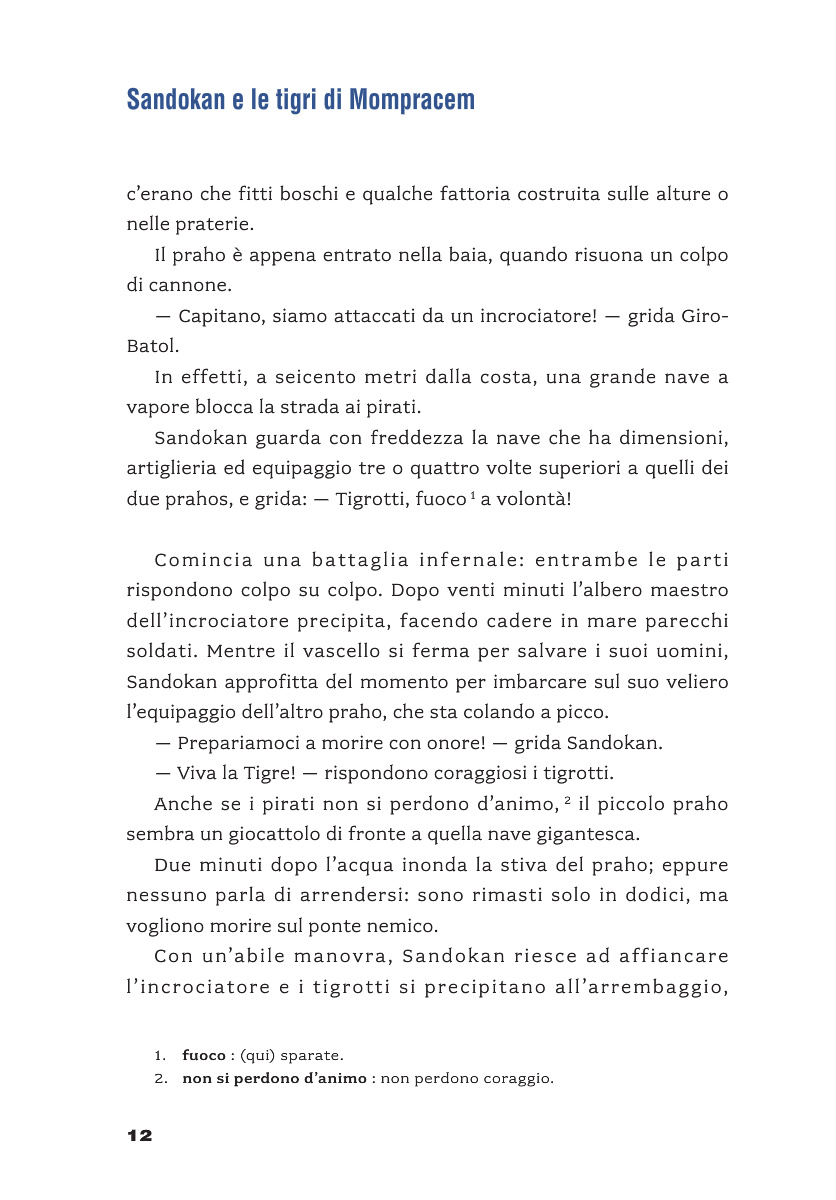 Sandokan e le tigri di Mompracem
c’erano che fitti boschi e qualche fattoria costruita sulle alture o
nelle praterie.
Il praho è appena entrato nella baia, quando risuona un colpo
di cannone.
— Capitano, siamo attaccati da un incrociatore! — grida Giro-
Batol.
In effetti, a seicento metri dalla costa, una grande nave a
vapore blocca la strada ai pirati.
Sandokan guarda con freddezza la nave che ha dimensioni,
artiglieria ed equipaggio tre o quattro volte superiori a quelli dei
due prahos, e grida: — Tigrotti, fuoco ¹ a volontà!
Comincia una battaglia infernale: entrambe le parti
rispondono colpo su colpo. Dopo venti minuti l’albero maestro
dell’incrociatore precipita, facendo cadere in mare parecchi
soldati. Mentre il vascello si ferma per salvare i suoi uomini,
Sandokan approfitta del momento per imbarcare sul suo veliero
l’equipaggio dell’altro praho, che sta colando a picco.
— Prepariamoci a morire con onore! — grida Sandokan.
— Viva la Tigre! — rispondono coraggiosi i tigrotti.
Anche se i pirati non si perdono d’animo, ² il piccolo praho
sembra un giocattolo di fronte a quella nave gigantesca.
Due minuti dopo l’acqua inonda la stiva del praho; eppure
nessuno parla di arrendersi: sono rimasti solo in dodici, ma
vogliono morire sul ponte nemico.
Con un’abile manovra, Sandokan riesce ad affiancare
l’incrociatore e i tigrotti si precipitano all’arrembaggio,
1. fuoco : (qui) sparate.
2. non si perdono d’animo : non perdono coraggio.
12